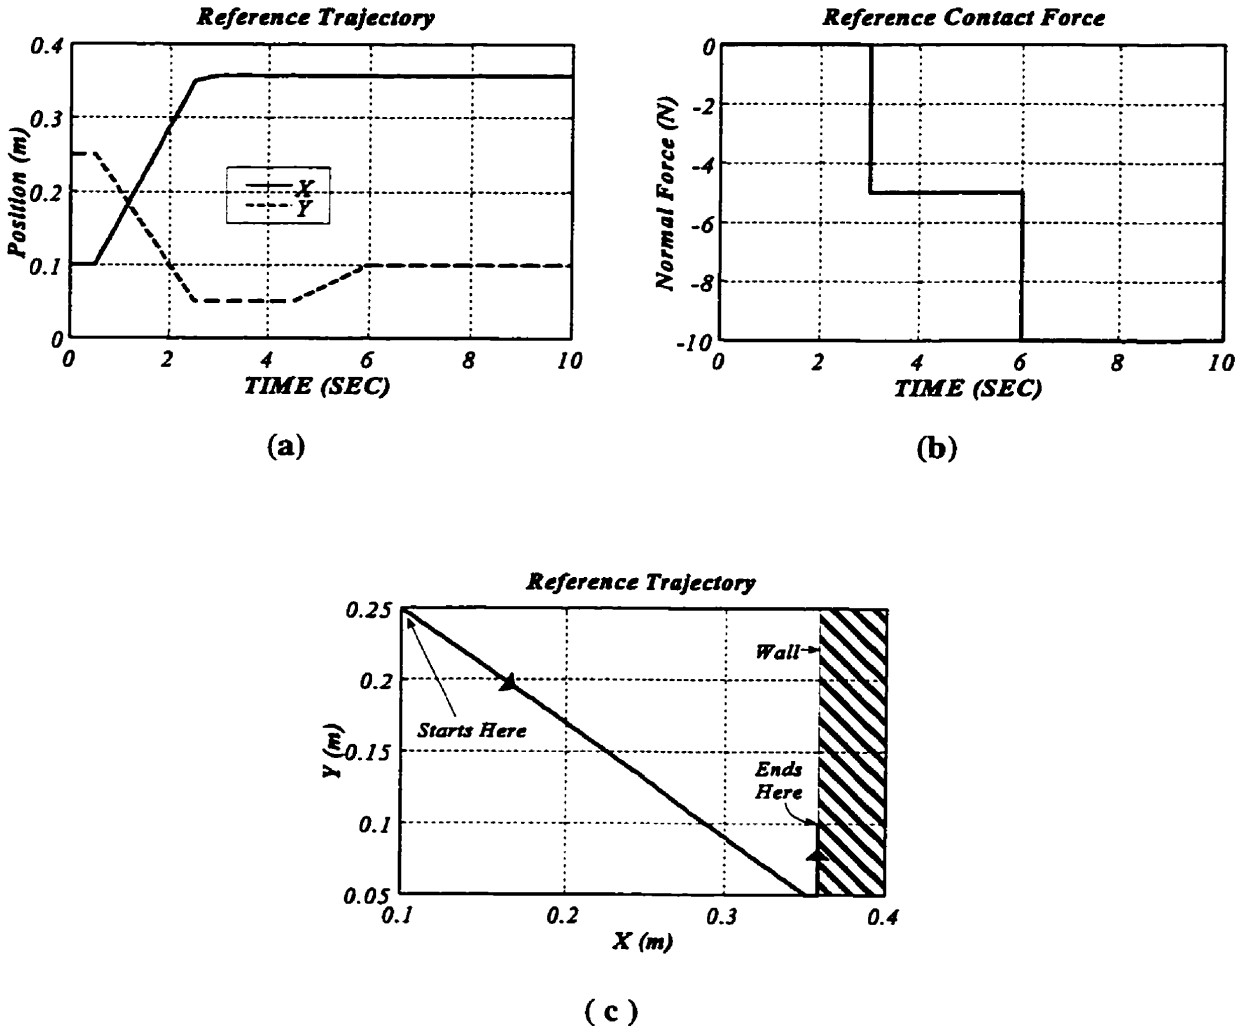 Reference Trajectory
0.4
0.3
0.2
0.1
0
Position (m)
X
Y
0 2 4 6 8 10
TIME (SEC)
(a)
Reference Contact Force
0
-2
-4
-6
-8
-10
Normal Force (N)
0 2 4 6 8 10
TIME (SEC)
(b)
Reference Trajectory
0.25
0.2
0.15
0.1
0.05
Y (m)
Wall
Starts Here
Ends
Here
0.1 0.2 0.3 0.4
X (m)
( c )